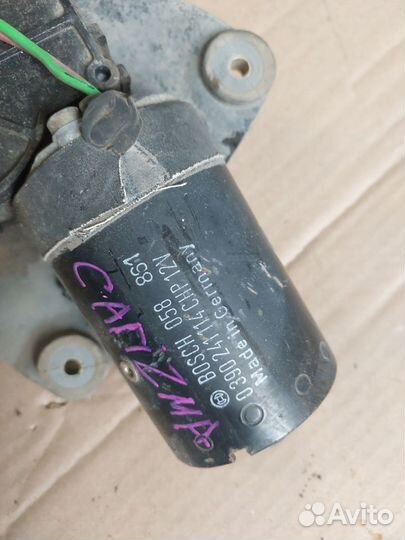 BOSCH 058 851
0 390 241 114 CHP 12V
Made in Germany
CARIZMA
Avito